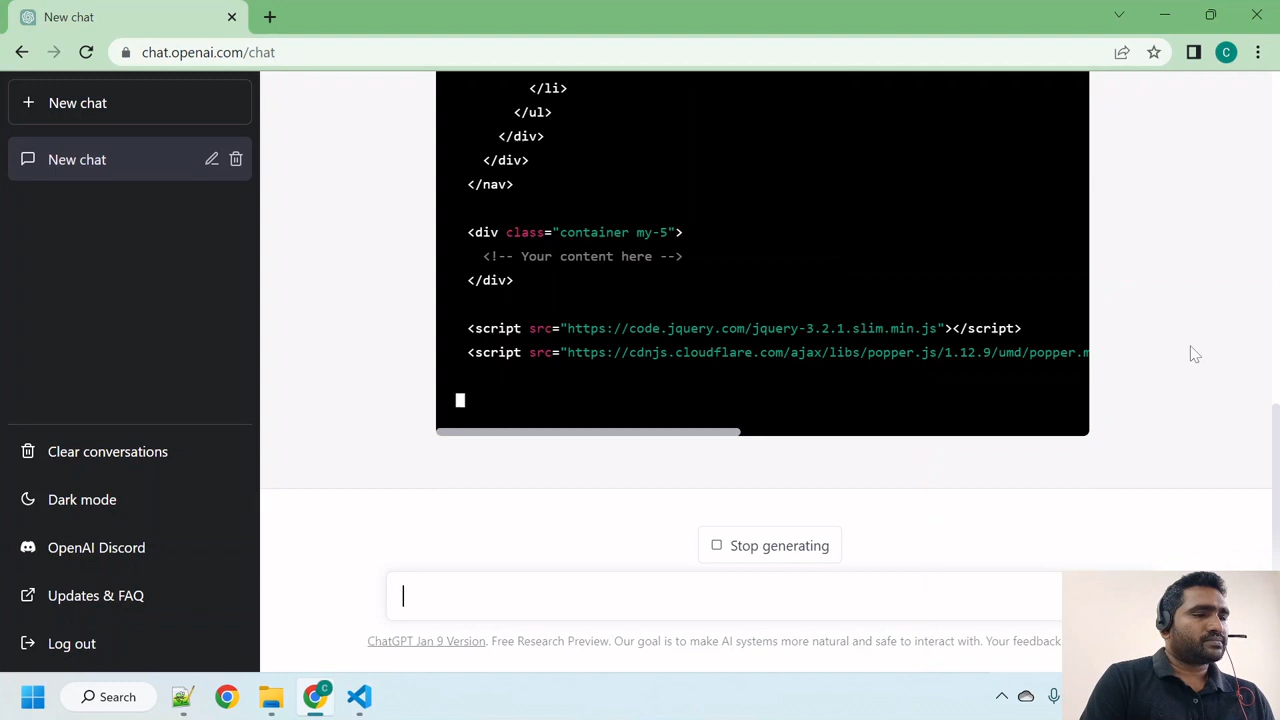 New chat
chat.openai.com/chat
C
New chat
New chat
Clear conversations
Dark mode
OpenAI Discord
Updates & FAQ
Log out
</li>
</ul>
</div>
</div>
</nav>
<div class="container my-5">
<!-- Your content here -->
</div>
<script src="https://code.jquery.com/jquery-3.2.1.slim.min.js"></script>
<script src="https://cdnjs.cloudflare.com/ajax/libs/popper.js/1.12.9/umd/popper.m
Stop generating
ChatGPT Jan 9 Version. Free Research Preview. Our goal is to make AI systems more natural and safe to interact with. Your feedback
Search
C